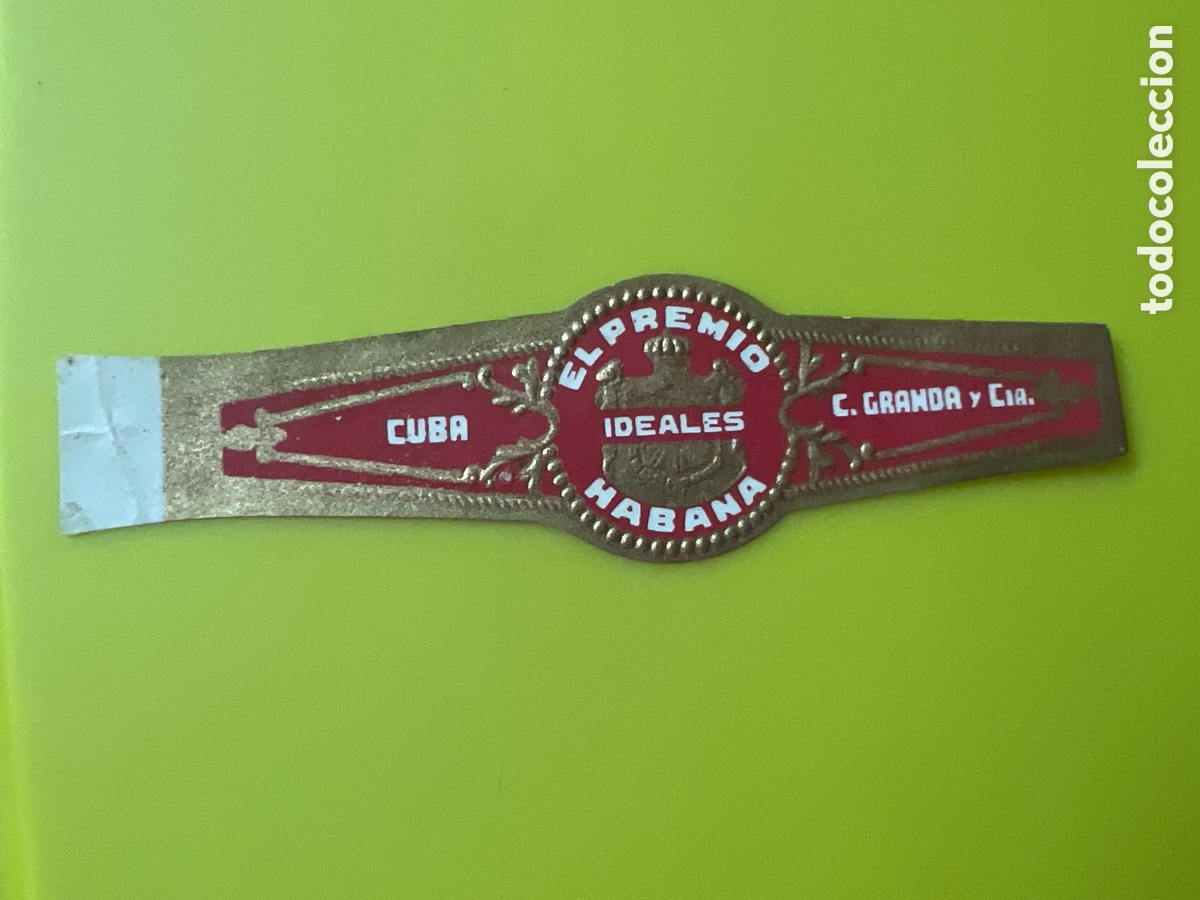 CUBA
EL PREMIO
IDEALES
HABANA
C. GRANDA y CIA.
todocoleccion